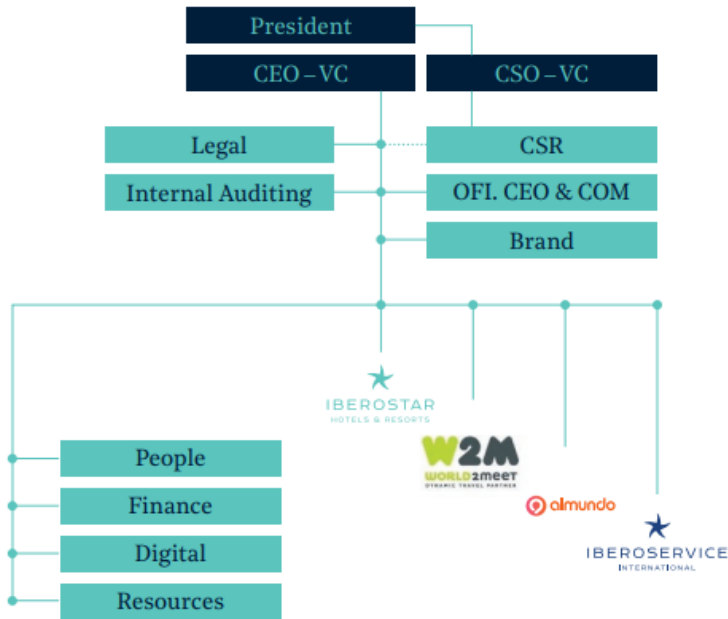 President
CEO – VC
CSO – VC
Legal
CSR
Internal Auditing
OFI. CEO & COM
Brand
IBEROSTAR
HOTELS & RESORTS
W2M
WORLD2MEET
DYNAMIC TRAVEL PARTNER
almundo
IBEROSERVICE
INTERNATIONAL
People
Finance
Digital
Resources